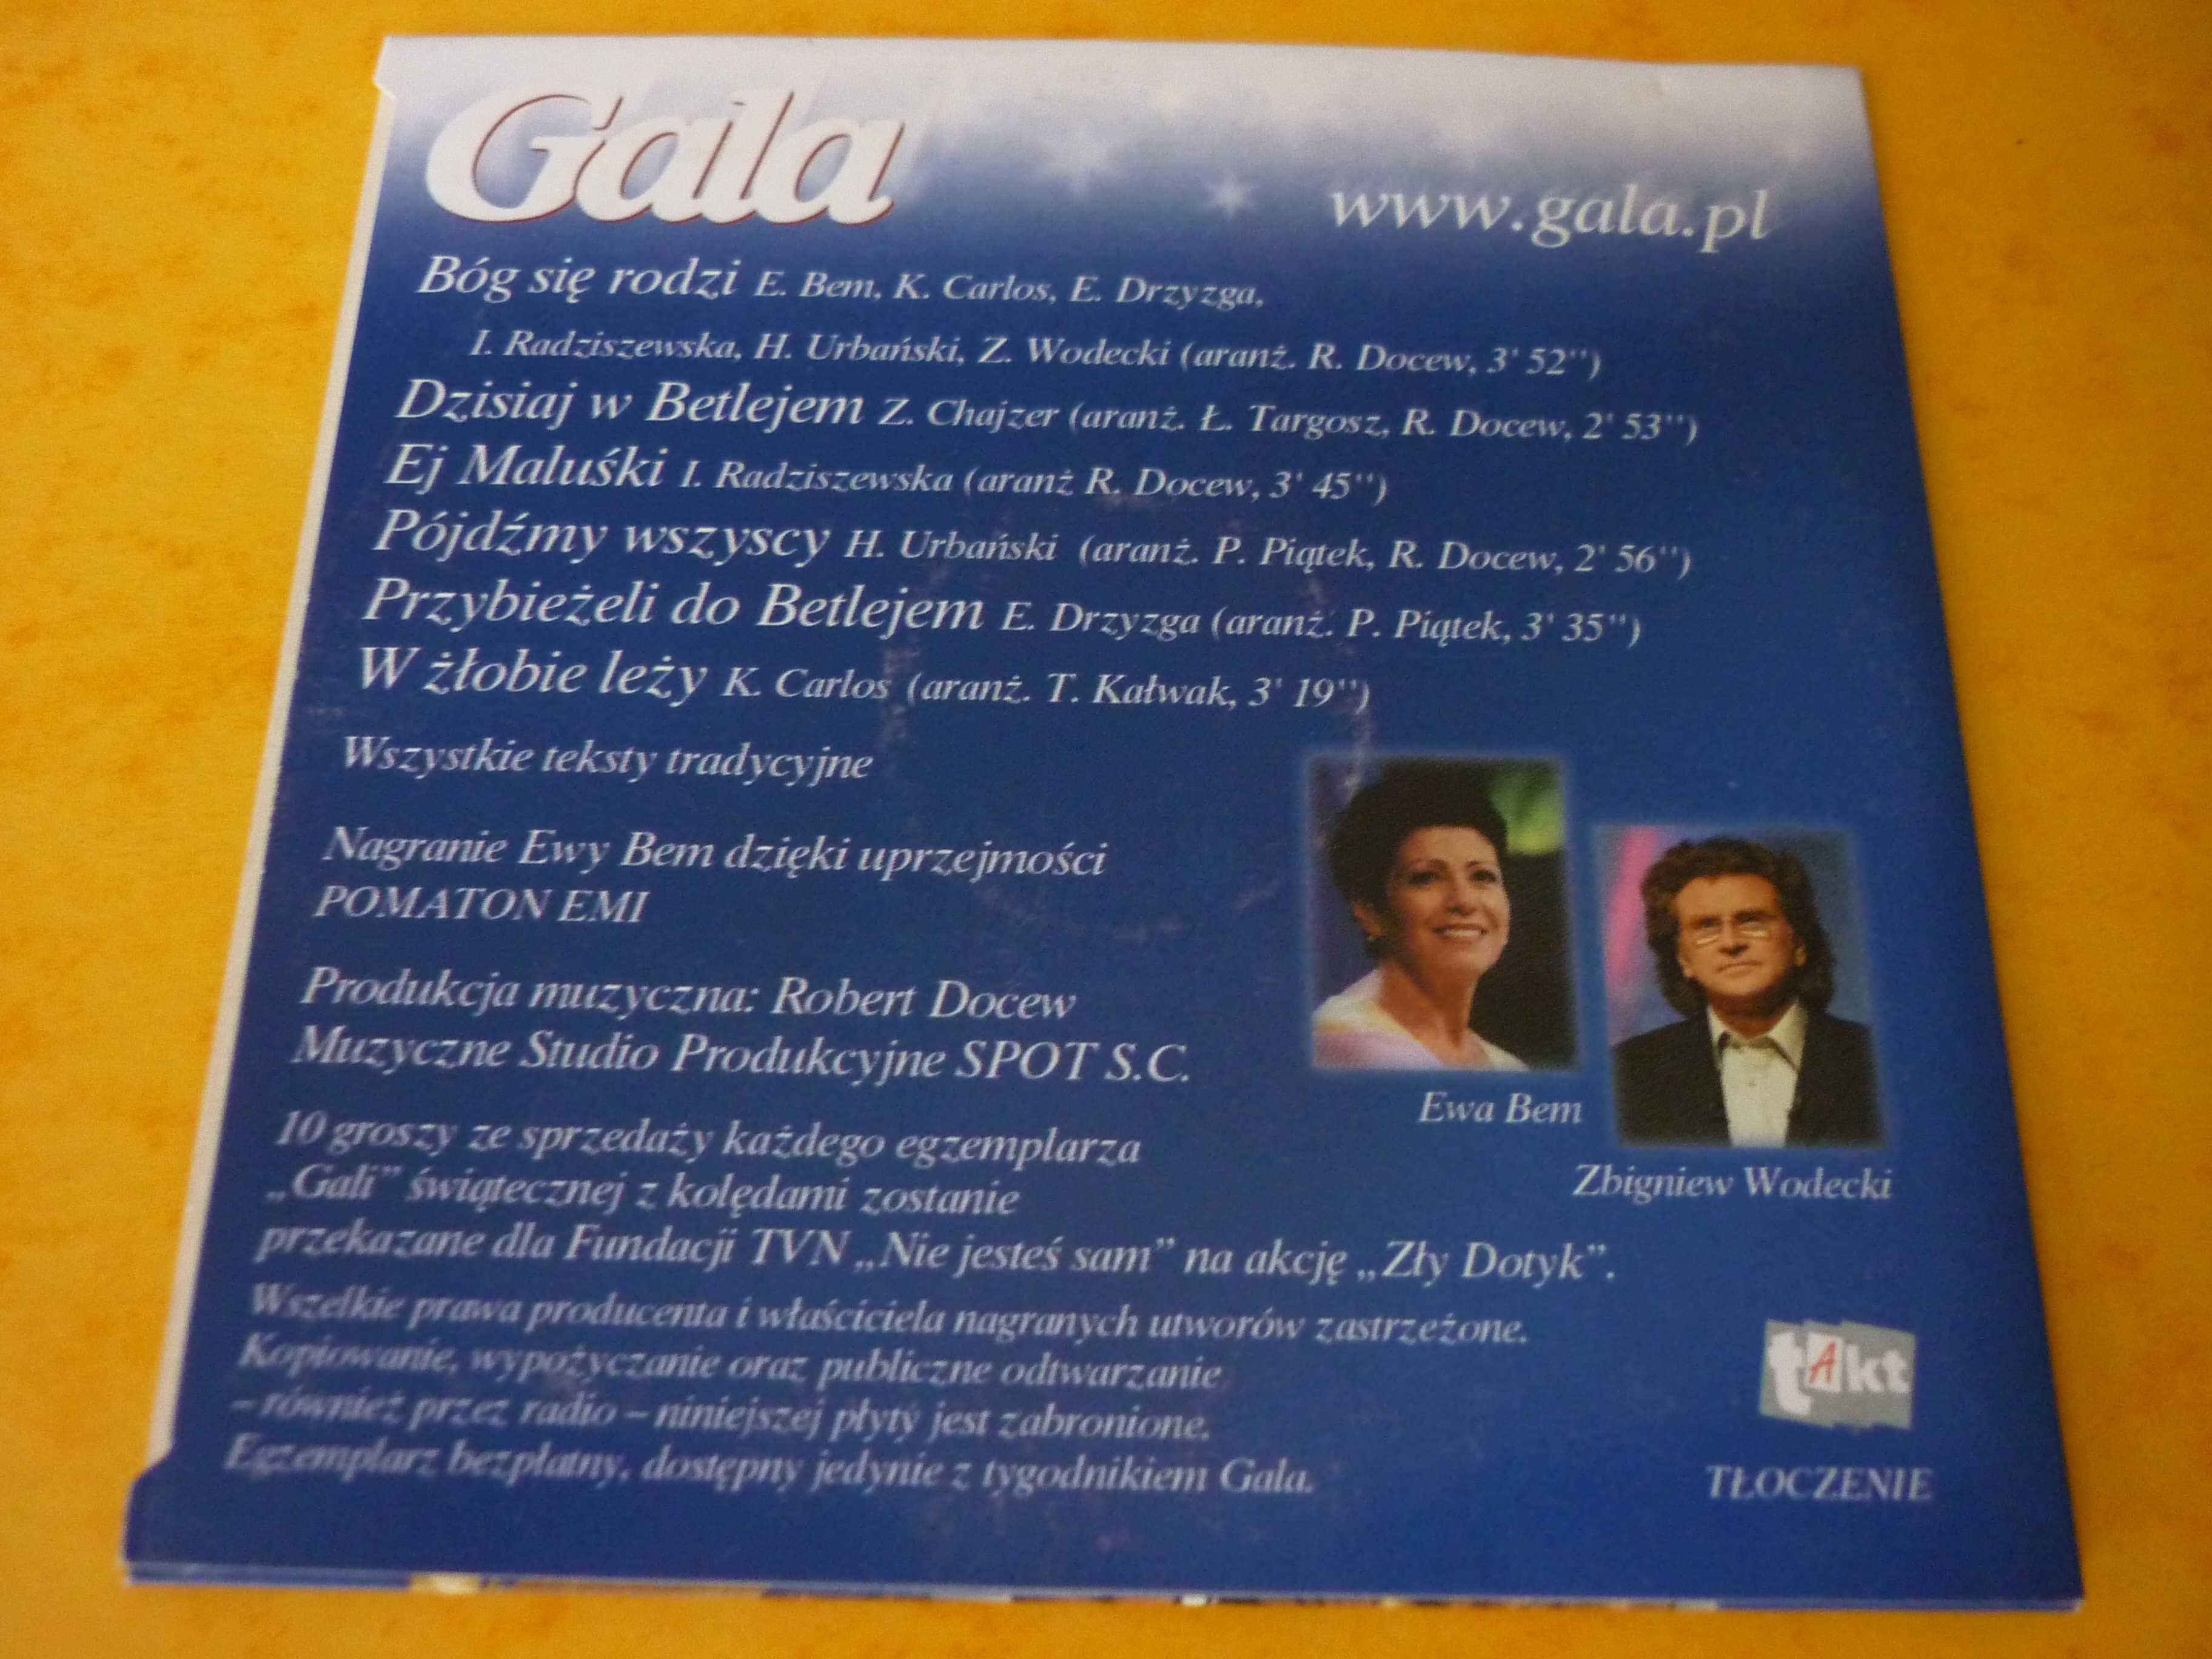 Gala
www.gala.pl
Bóg się rodzi E. Bem, K. Carlos, E. Drzyzga,
I. Radziszewska, H. Urbański, Z. Wodecki (aranż. R. Docew, 3' 52'')
Dzisiaj w Betlejem Z. Chajzer (aranż. Ł. Targosz, R. Docew, 2' 53'')
Ej Maluśki I. Radziszewska (aranż R. Docew, 3' 45'')
Pójdźmy wszyscy H. Urbański (aranż. P. Piątek, R. Docew, 2' 56'')
Przybieżeli do Betlejem E. Drzyzga (aranż. P. Piątek, 3' 35'')
W żłobie leży K. Carlos (aranż. T. Kałwak, 3' 19'')
Wszystkie teksty tradycyjne
Nagranie Ewy Bem dzięki uprzejmości
POMATON EMI
Produkcja muzyczna: Robert Docew
Muzyczne Studio Produkcyjne SPOT S.C.
Ewa Bem
Zbigniew Wodecki
10 groszy ze sprzedaży każdego egzemplarza
„Gali” świątecznej z kolędami zostanie
przekazane dla Fundacji TVN „Nie jesteś sam” na akcję „Zły Dotyk”.
Wszelkie prawa producenta i właściciela nagranych utworów zastrzeżone.
Kopiowanie, wypożyczanie oraz publiczne odtwarzanie
– również przez radio – niniejszej płyty jest zabronione.
Egzemplarz bezpłatny, dostępny jedynie z tygodnikiem Gala.
tAkt
TŁOCZENIE